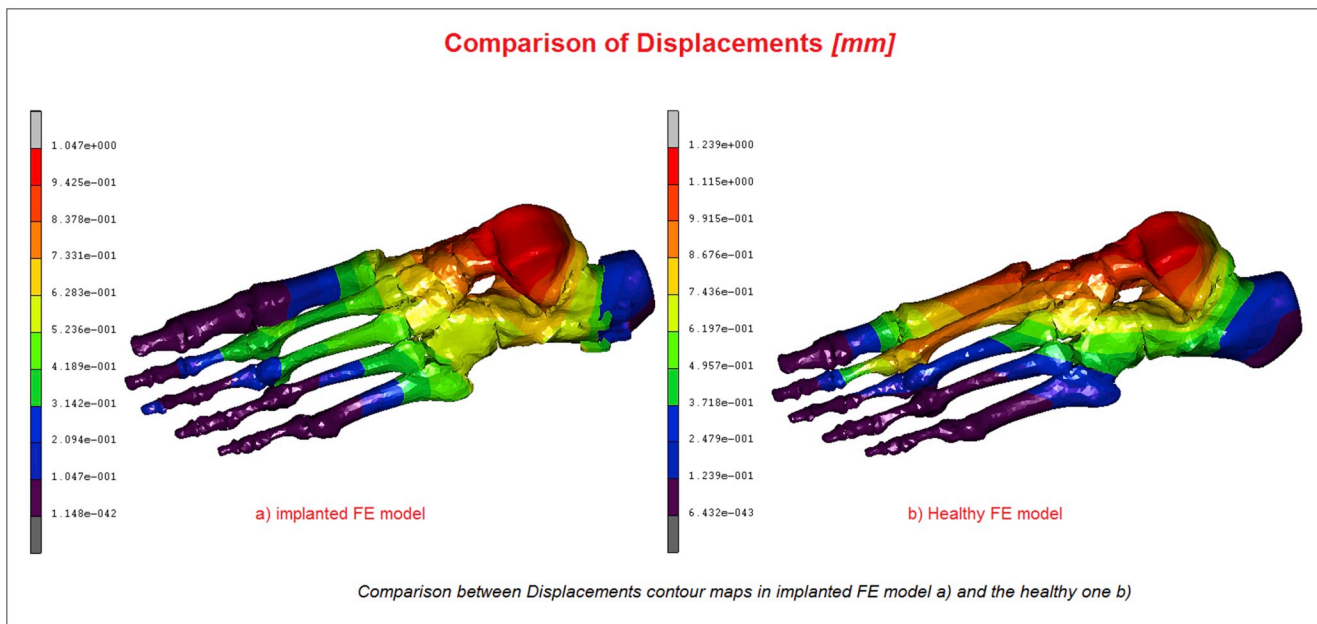 Comparison of Displacements [mm]
1.047e+000
9.425e-001
8.378e-001
7.331e-001
6.283e-001
5.236e-001
4.189e-001
3.142e-001
2.094e-001
1.047e-001
1.148e-042
a) implanted FE model
1.239e+000
1.115e+000
9.915e-001
8.676e-001
7.436e-001
6.197e-001
4.957e-001
3.718e-001
2.479e-001
1.239e-001
6.432e-043
b) Healthy FE model
Comparison between Displacements contour maps in implanted FE model a) and the healthy one b)